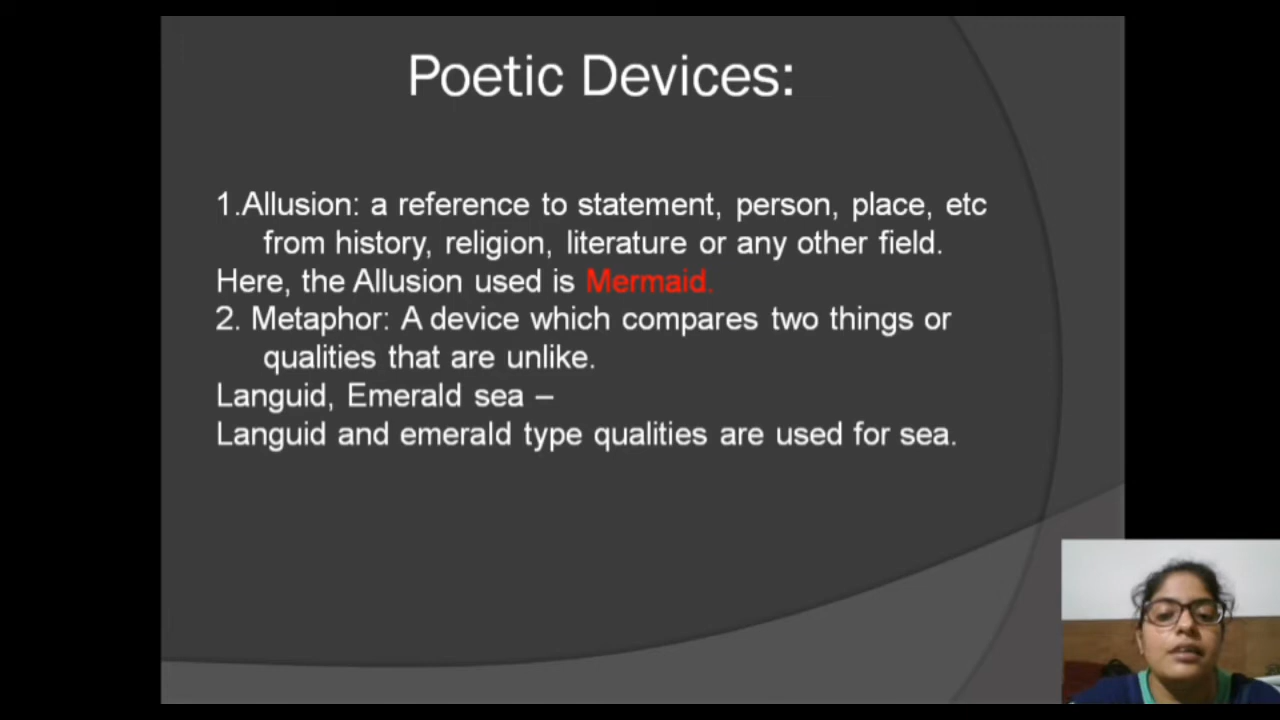 Poetic Devices:
1.Allusion: a reference to statement, person, place, etc
from history, religion, literature or any other field.
Here, the Allusion used is Mermaid.
2. Metaphor: A device which compares two things or
qualities that are unlike.
Languid, Emerald sea –
Languid and emerald type qualities are used for sea.